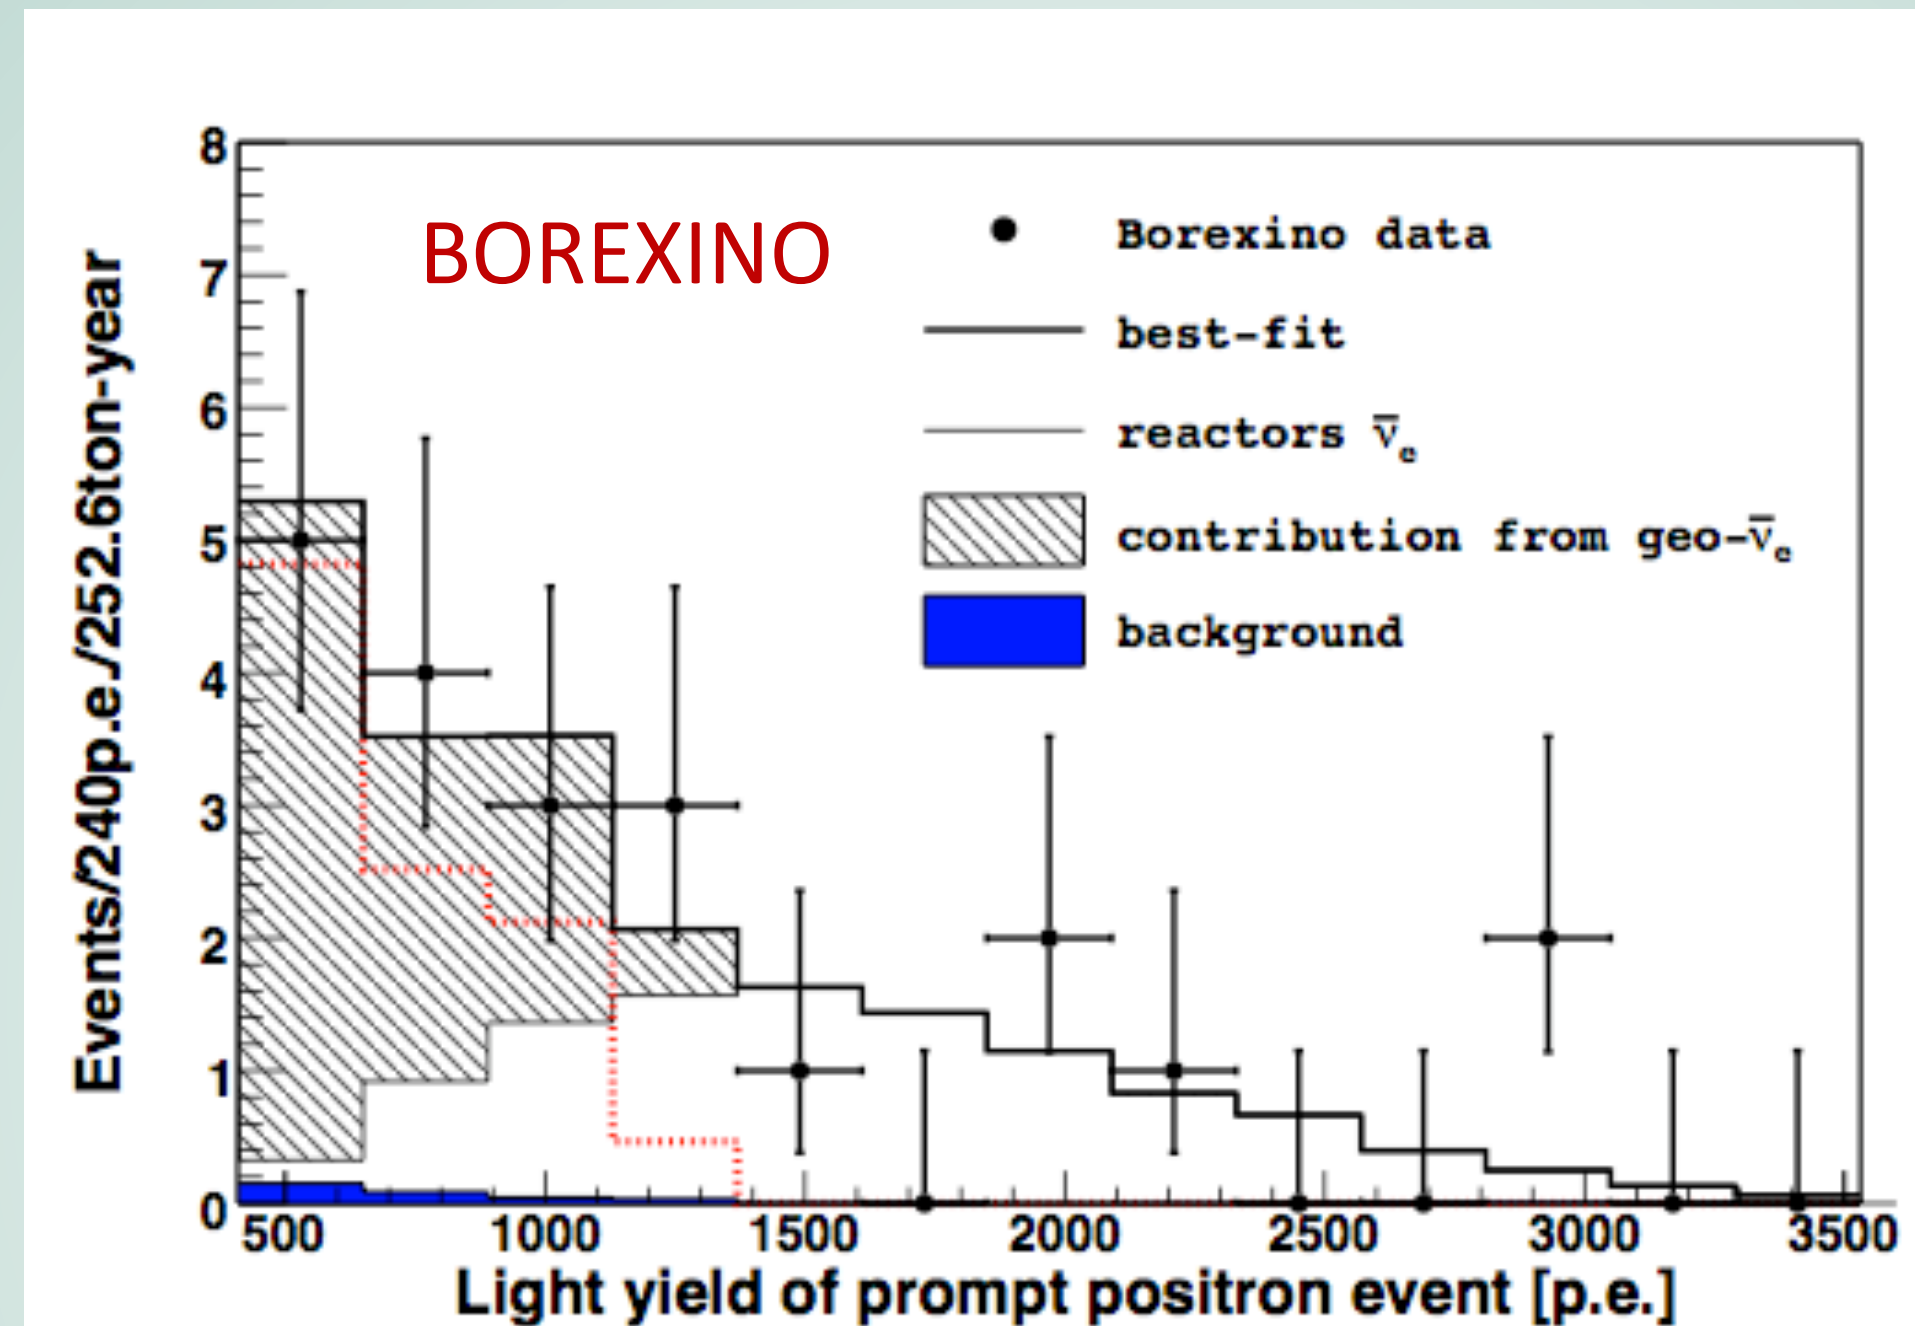 BOREXINO
Borexino data
best-fit
reactors ν̄e
contribution from geo-ν̄e
background
Events/240p.e./252.6ton-year
8
7
6
5
4
3
2
1
0
500 1000 1500 2000 2500 3000 3500
Light yield of prompt positron event [p.e.]